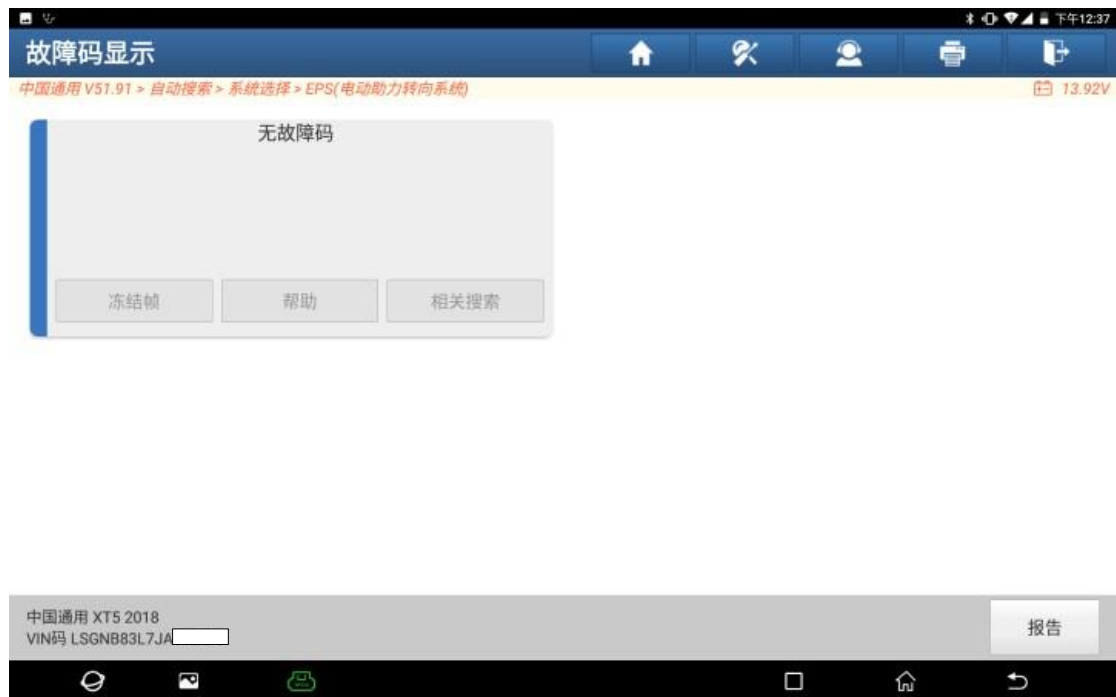 下午12:37
故障码显示
中国通用 V51.91 > 自动搜索 > 系统选择 > EPS(电动助力转向系统)
13.92V
无故障码
冻结帧
帮助
相关搜索
中国通用 XT5 2018
VIN码 LSGNB83L7JA
报告